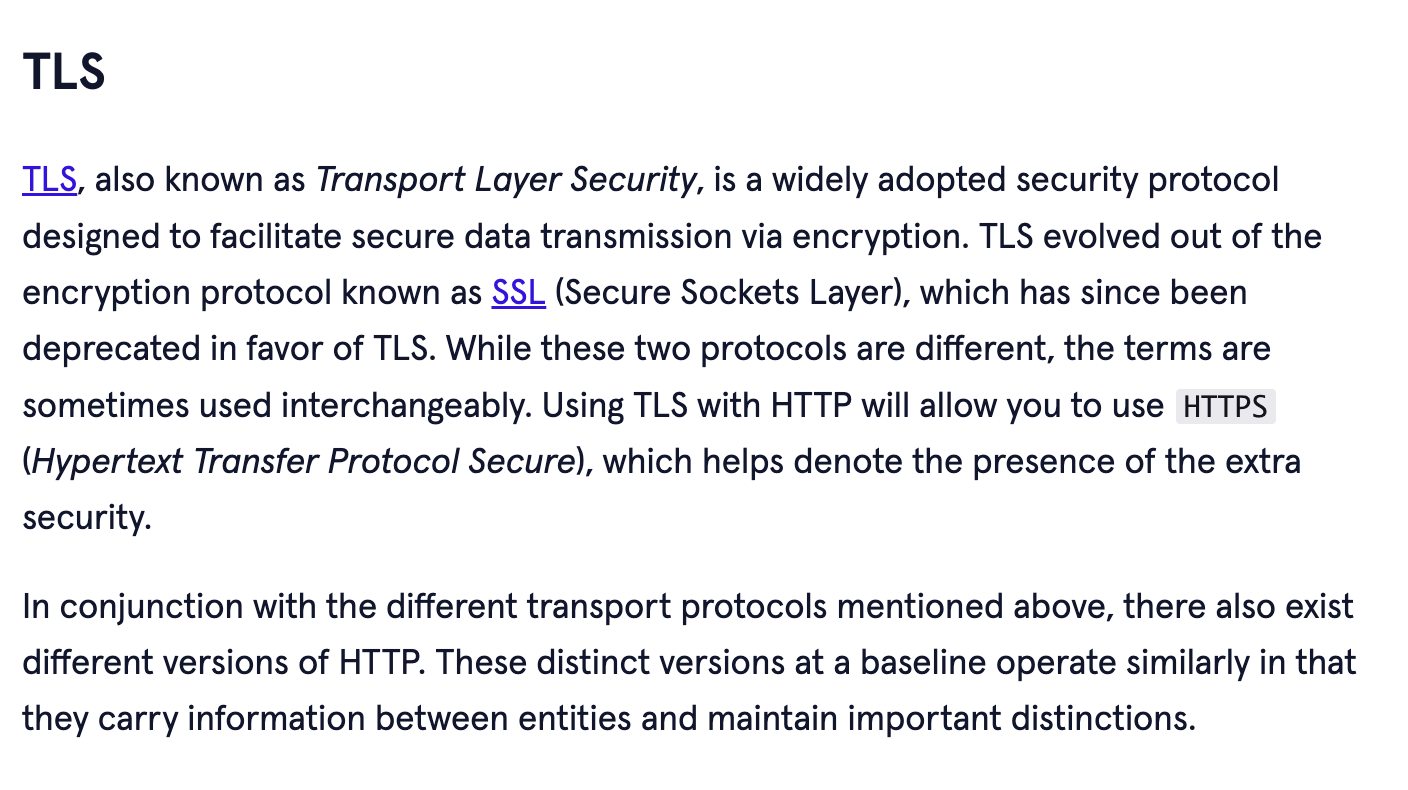 TLS
TLS, also known as Transport Layer Security, is a widely adopted security protocol
designed to facilitate secure data transmission via encryption. TLS evolved out of the
encryption protocol known as SSL (Secure Sockets Layer), which has since been
deprecated in favor of TLS. While these two protocols are different, the terms are
sometimes used interchangeably. Using TLS with HTTP will allow you to use HTTPS
(Hypertext Transfer Protocol Secure), which helps denote the presence of the extra
security.
In conjunction with the different transport protocols mentioned above, there also exist
different versions of HTTP. These distinct versions at a baseline operate similarly in that
they carry information between entities and maintain important distinctions.